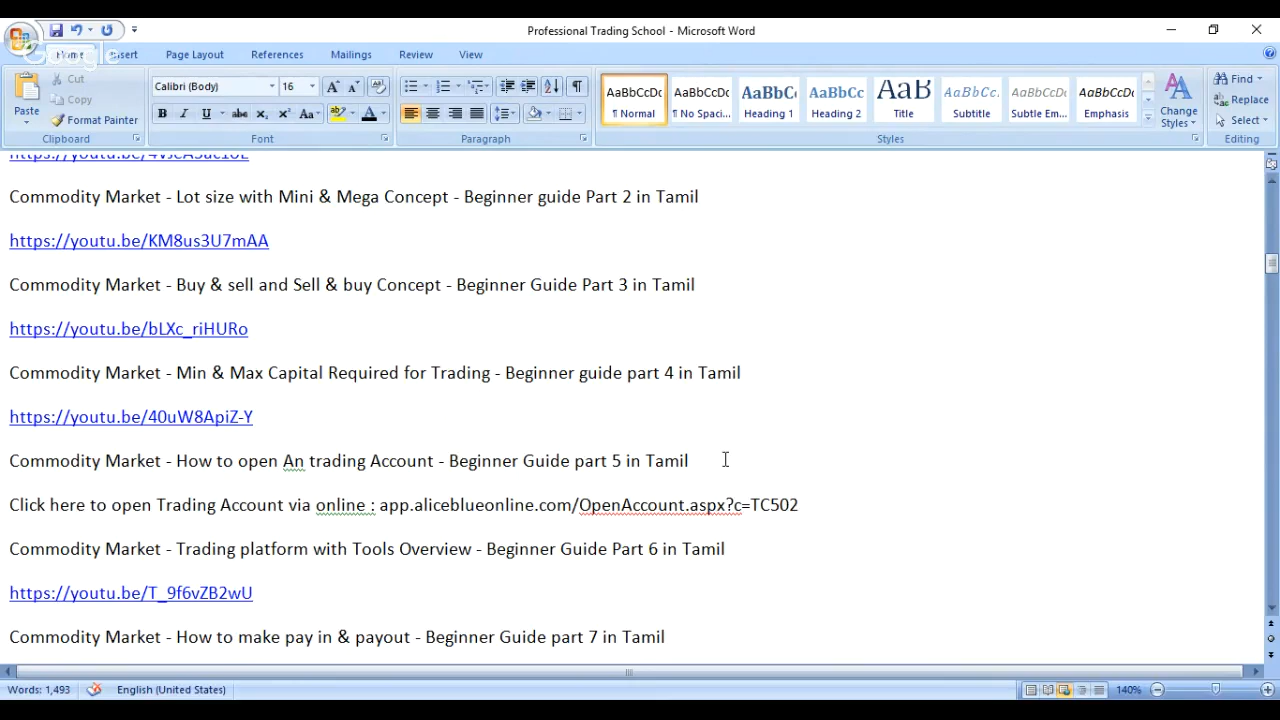 Professional Trading School - Microsoft Word
Google
Home
Insert
Page Layout
References
Mailings
Review
View
Paste
Cut
Copy
Format Painter
Clipboard
Calibri (Body)
16
Font
Paragraph
AaBbCcDc
¶ Normal
AaBbCcDc
¶ No Spaci...
AaBbCc
Heading 1
AaBbCc
Heading 2
AaB
Title
AaBbCc.
Subtitle
AaBbCcDc
Subtle Em...
AaBbCcDc
Emphasis
Change
Styles
Styles
Find
Replace
Select
Editing
Commodity Market - Lot size with Mini & Mega Concept - Beginner guide Part 2 in Tamil
https://youtu.be/KM8us3U7mAA
Commodity Market - Buy & sell and Sell & buy Concept - Beginner Guide Part 3 in Tamil
https://youtu.be/bLXc_riHURo
Commodity Market - Min & Max Capital Required for Trading - Beginner guide part 4 in Tamil
https://youtu.be/40uW8ApiZ-Y
Commodity Market - How to open An trading Account - Beginner Guide part 5 in Tamil
Click here to open Trading Account via online : app.aliceblueonline.com/OpenAccount.aspx?c=TC502
Commodity Market - Trading platform with Tools Overview - Beginner Guide Part 6 in Tamil
https://youtu.be/T_9f6vZB2wU
Commodity Market - How to make pay in & payout - Beginner Guide part 7 in Tamil
Words: 1,493
English (United States)
140%